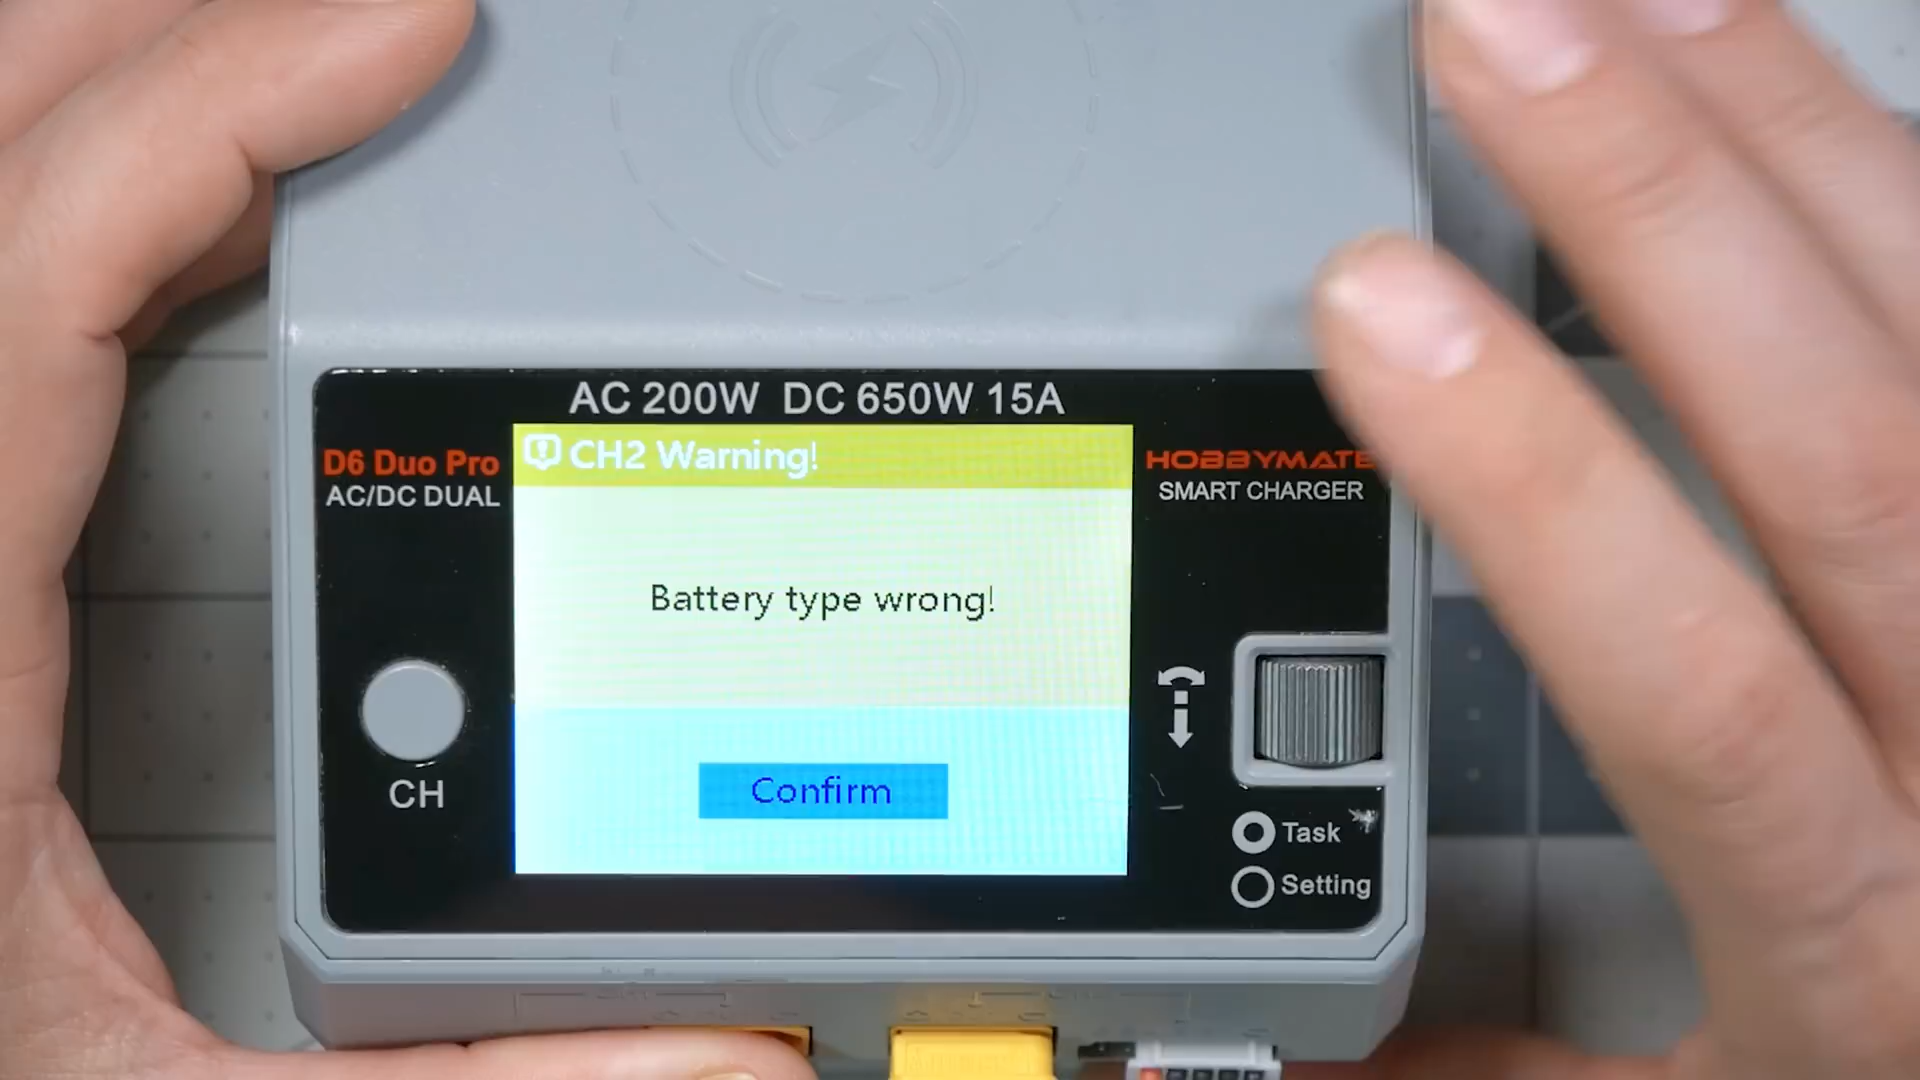 AC 200W DC 650W 15A
D6 Duo Pro
AC/DC DUAL
CH2 Warning!
Battery type wrong!
Confirm
HOBBYMATE
SMART CHARGER
CH
Task
Setting